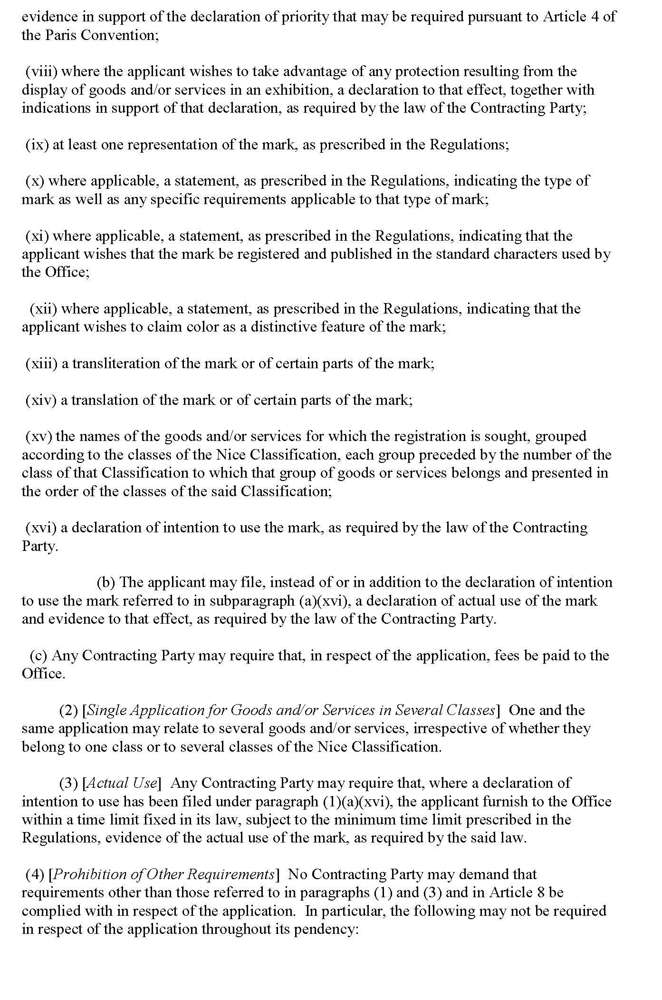 evidence in support of the declaration of priority that may be required pursuant to Article 4 of
the Paris Convention;
(viii) where the applicant wishes to take advantage of any protection resulting from the
display of goods and/or services in an exhibition, a declaration to that effect, together with
indications in support of that declaration, as required by the law of the Contracting Party;
(ix) at least one representation of the mark, as prescribed in the Regulations;
(x) where applicable, a statement, as prescribed in the Regulations, indicating the type of
mark as well as any specific requirements applicable to that type of mark;
(xi) where applicable, a statement, as prescribed in the Regulations, indicating that the
applicant wishes that the mark be registered and published in the standard characters used by
the Office;
(xii) where applicable, a statement, as prescribed in the Regulations, indicating that the
applicant wishes to claim color as a distinctive feature of the mark;
(xiii) a transliteration of the mark or of certain parts of the mark;
(xiv) a translation of the mark or of certain parts of the mark;
(xv) the names of the goods and/or services for which the registration is sought, grouped
according to the classes of the Nice Classification, each group preceded by the number of the
class of that Classification to which that group of goods or services belongs and presented in
the order of the classes of the said Classification;
(xvi) a declaration of intention to use the mark, as required by the law of the Contracting
Party.
(b) The applicant may file, instead of or in addition to the declaration of intention
to use the mark referred to in subparagraph (a)(xvi), a declaration of actual use of the mark
and evidence to that effect, as required by the law of the Contracting Party.
(c) Any Contracting Party may require that, in respect of the application, fees be paid to the
Office.
(2) [Single Application for Goods and/or Services in Several Classes]  One and the
same application may relate to several goods and/or services, irrespective of whether they
belong to one class or to several classes of the Nice Classification.
(3) [Actual Use]  Any Contracting Party may require that, where a declaration of
intention to use has been filed under paragraph (1)(a)(xvi), the applicant furnish to the Office
within a time limit fixed in its law, subject to the minimum time limit prescribed in the
Regulations, evidence of the actual use of the mark, as required by the said law.
(4) [Prohibition of Other Requirements]  No Contracting Party may demand that
requirements other than those referred to in paragraphs (1) and (3) and in Article 8 be
complied with in respect of the application.  In particular, the following may not be required
in respect of the application throughout its pendency: